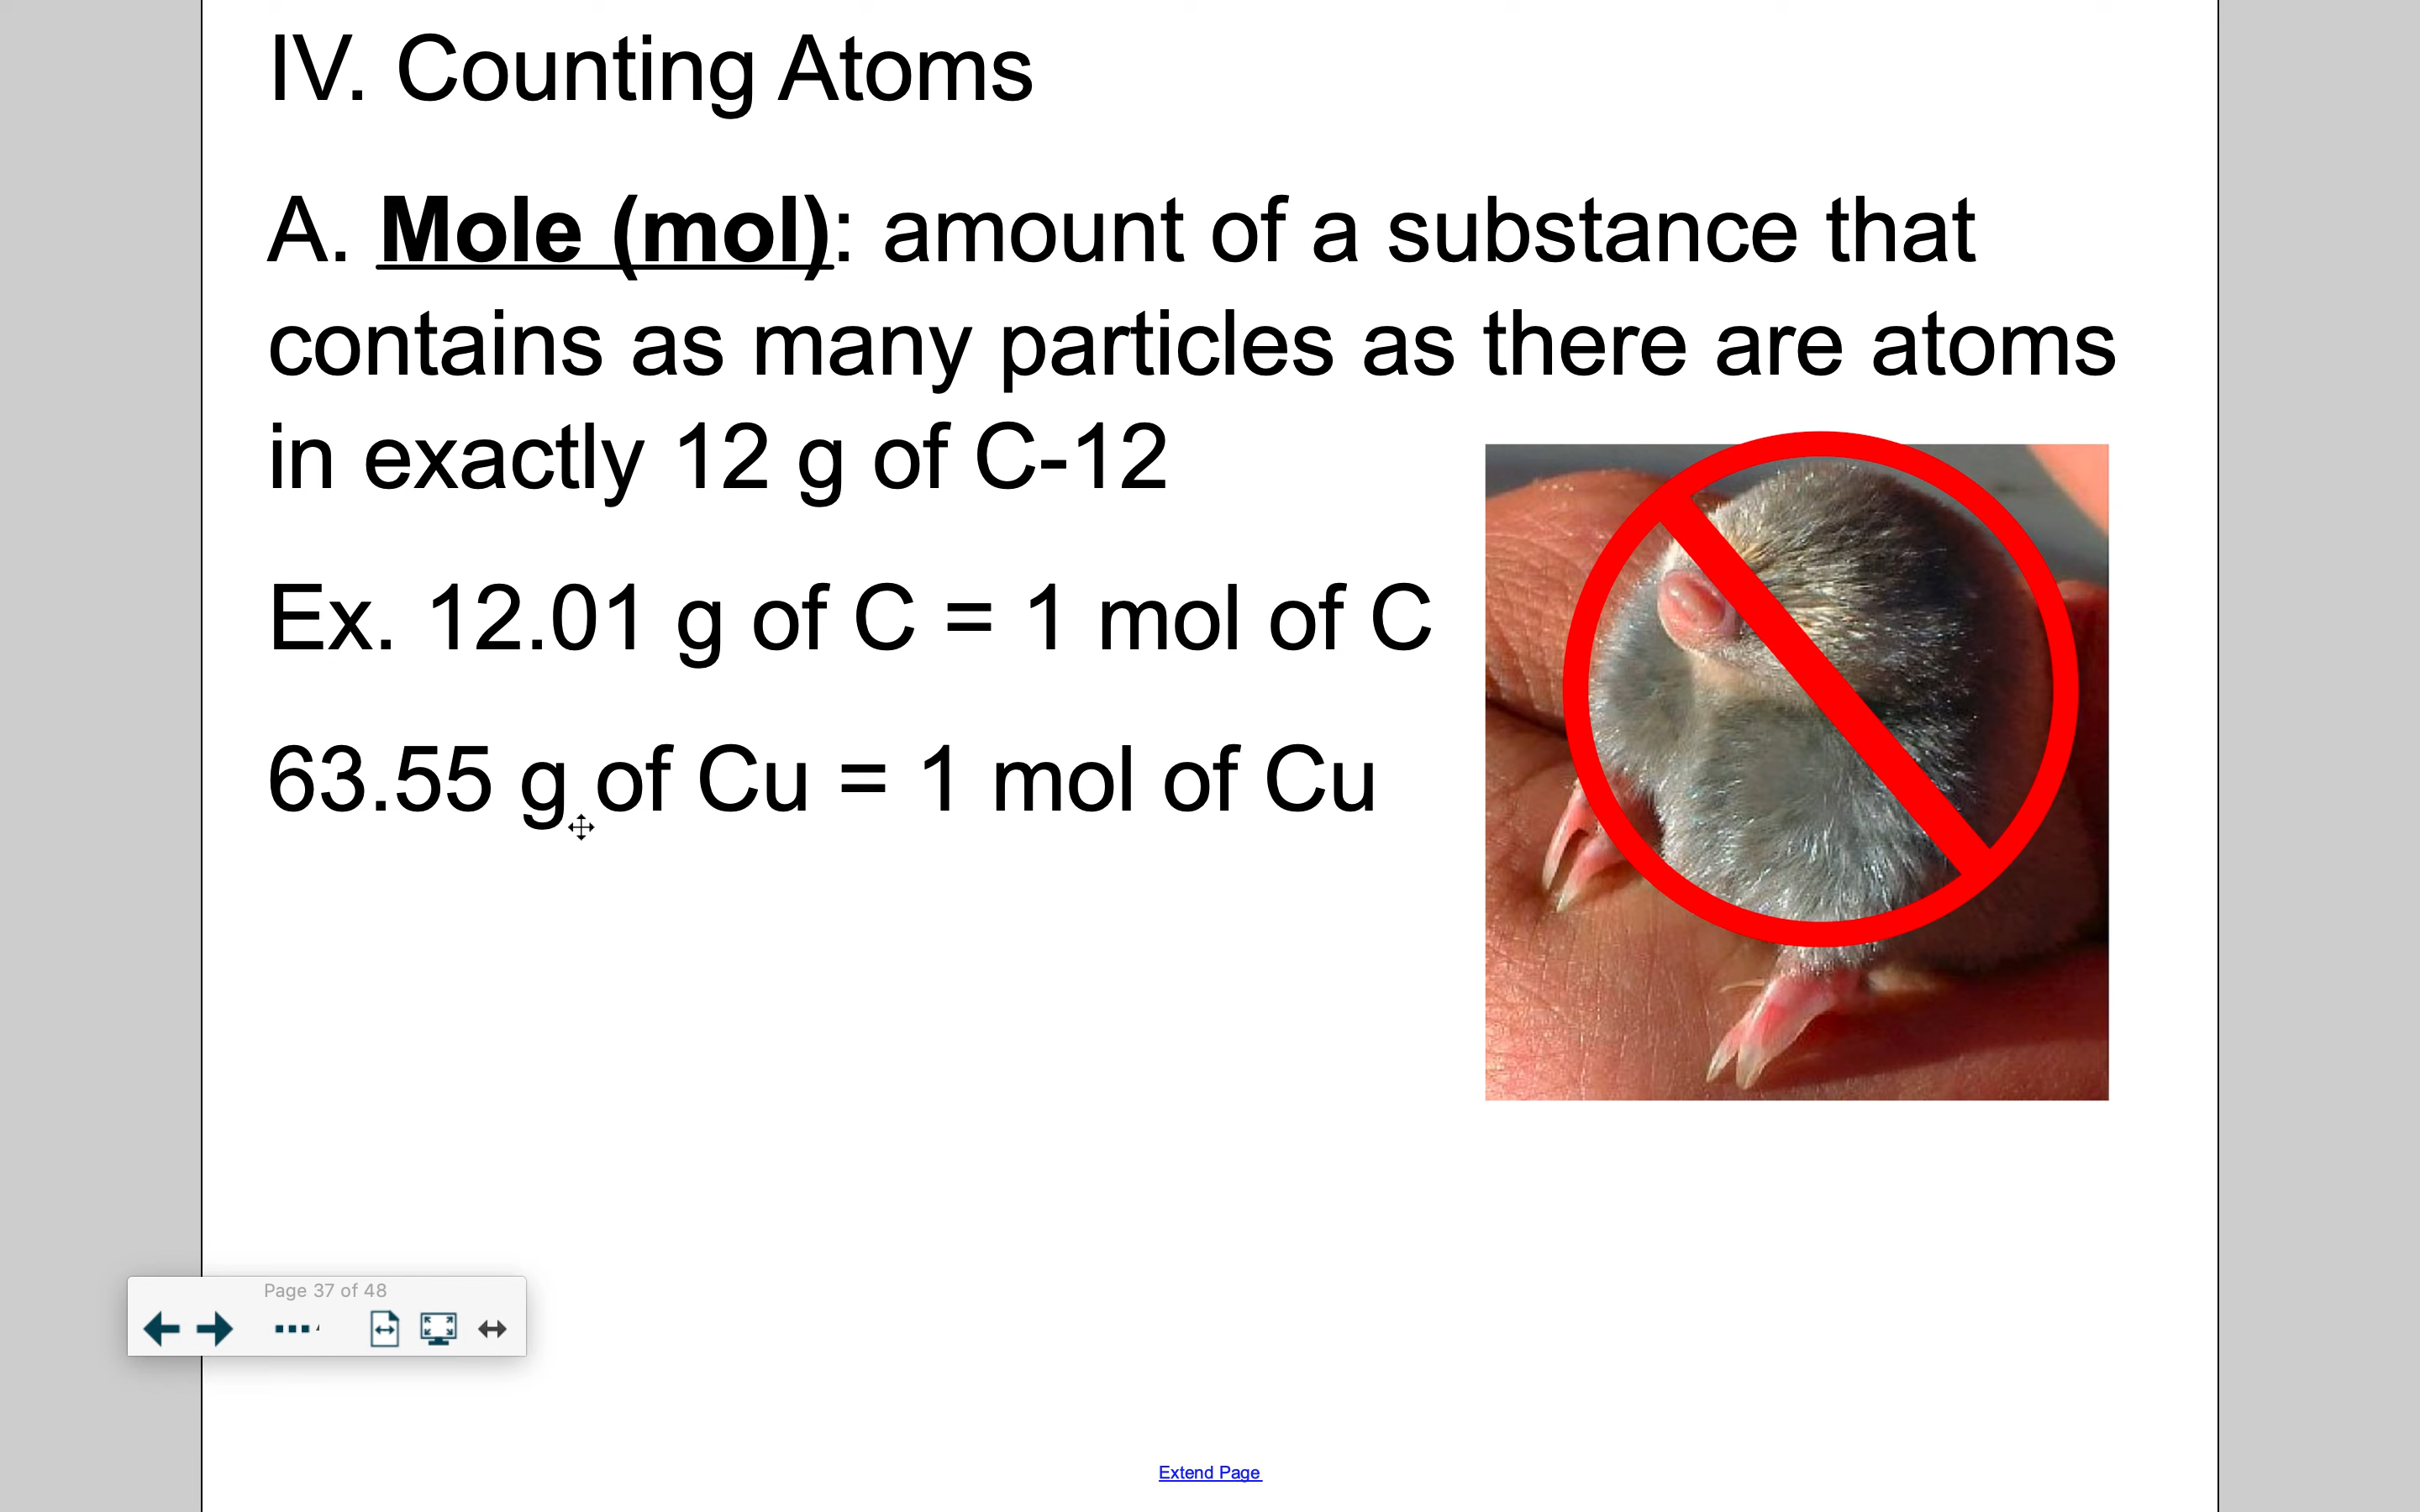 IV. Counting Atoms
A. Mole (mol): amount of a substance that
contains as many particles as there are atoms
in exactly 12 g of C-12
Ex. 12.01 g of C = 1 mol of C
63.55 g of Cu = 1 mol of Cu
Page 37 of 48
Extend Page